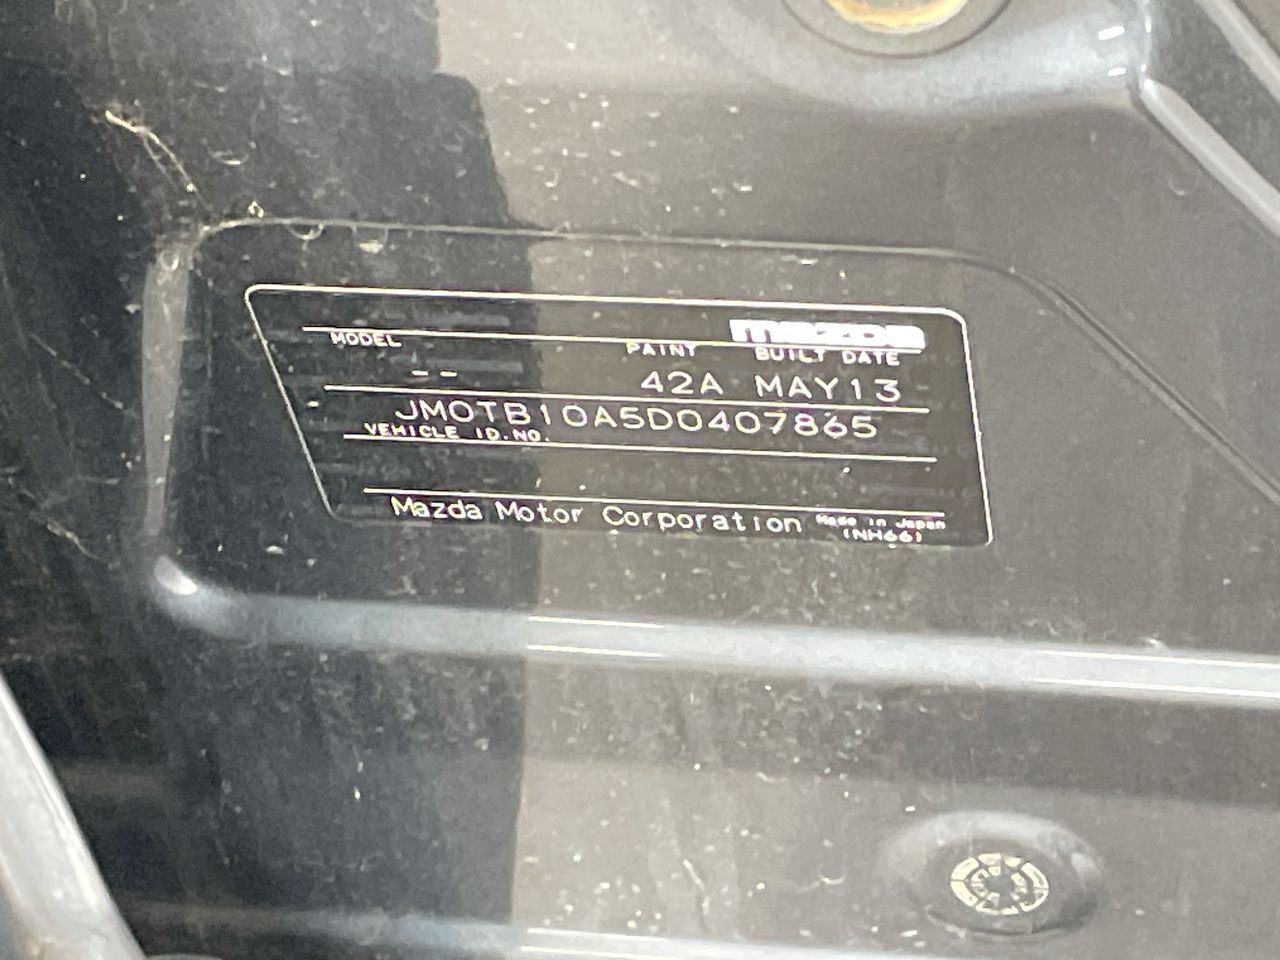 mazda
MODEL PAINT BUILT DATE
-- 42A MAY13
JM0TB10A5D0407865
VEHICLE ID.NO.
Mazda Motor Corporation Made in Japan
(NH66)